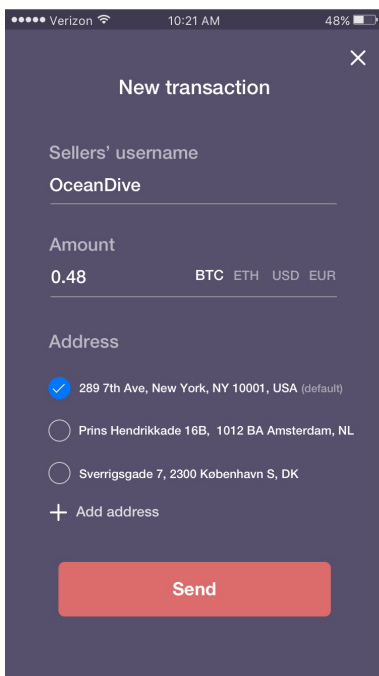 Verizon 10:21 AM 48%
New transaction
Sellers’ username
OceanDive
Amount
0.48 BTC ETH USD EUR
Address
289 7th Ave, New York, NY 10001, USA (default)
Prins Hendrikkade 16B, 1012 BA Amsterdam, NL
Sverrigsgade 7, 2300 København S, DK
+ Add address
Send